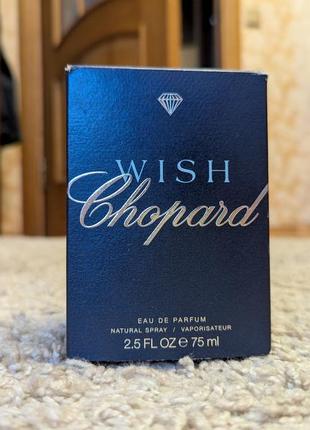 WISH
Chopard
EAU DE PARFUM
NATURAL SPRAY / VAPORISATEUR
2.5 FL OZ ℮ 75 ml